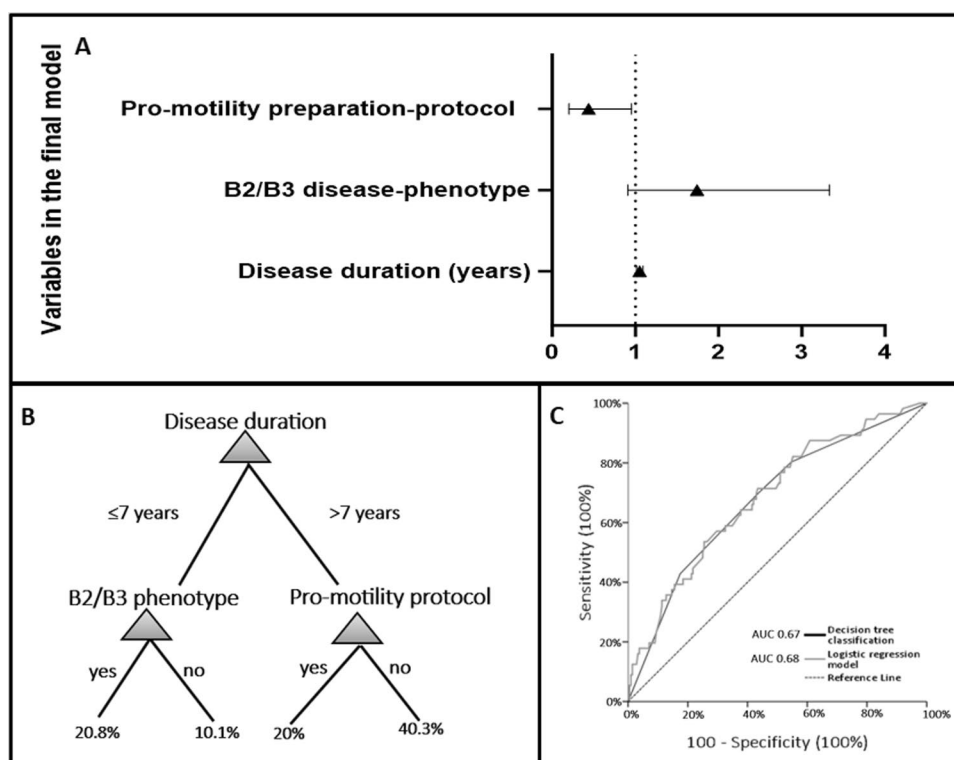 A
Variables in the final model
Pro-motility preparation-protocol
B2/B3 disease-phenotype
Disease duration (years)
0 1 2 3 4
B
Disease duration
≤7 years >7 years
B2/B3 phenotype Pro-motility protocol
yes no yes no
20.8% 10.1% 20% 40.3%
C
Sensitivity (100%)
100%
80%
60%
40%
20%
0%
AUC 0.67 Decision tree
classification
AUC 0.68 Logistic regression
model
Reference Line
0% 20% 40% 60% 80% 100%
100 - Specificity (100%)